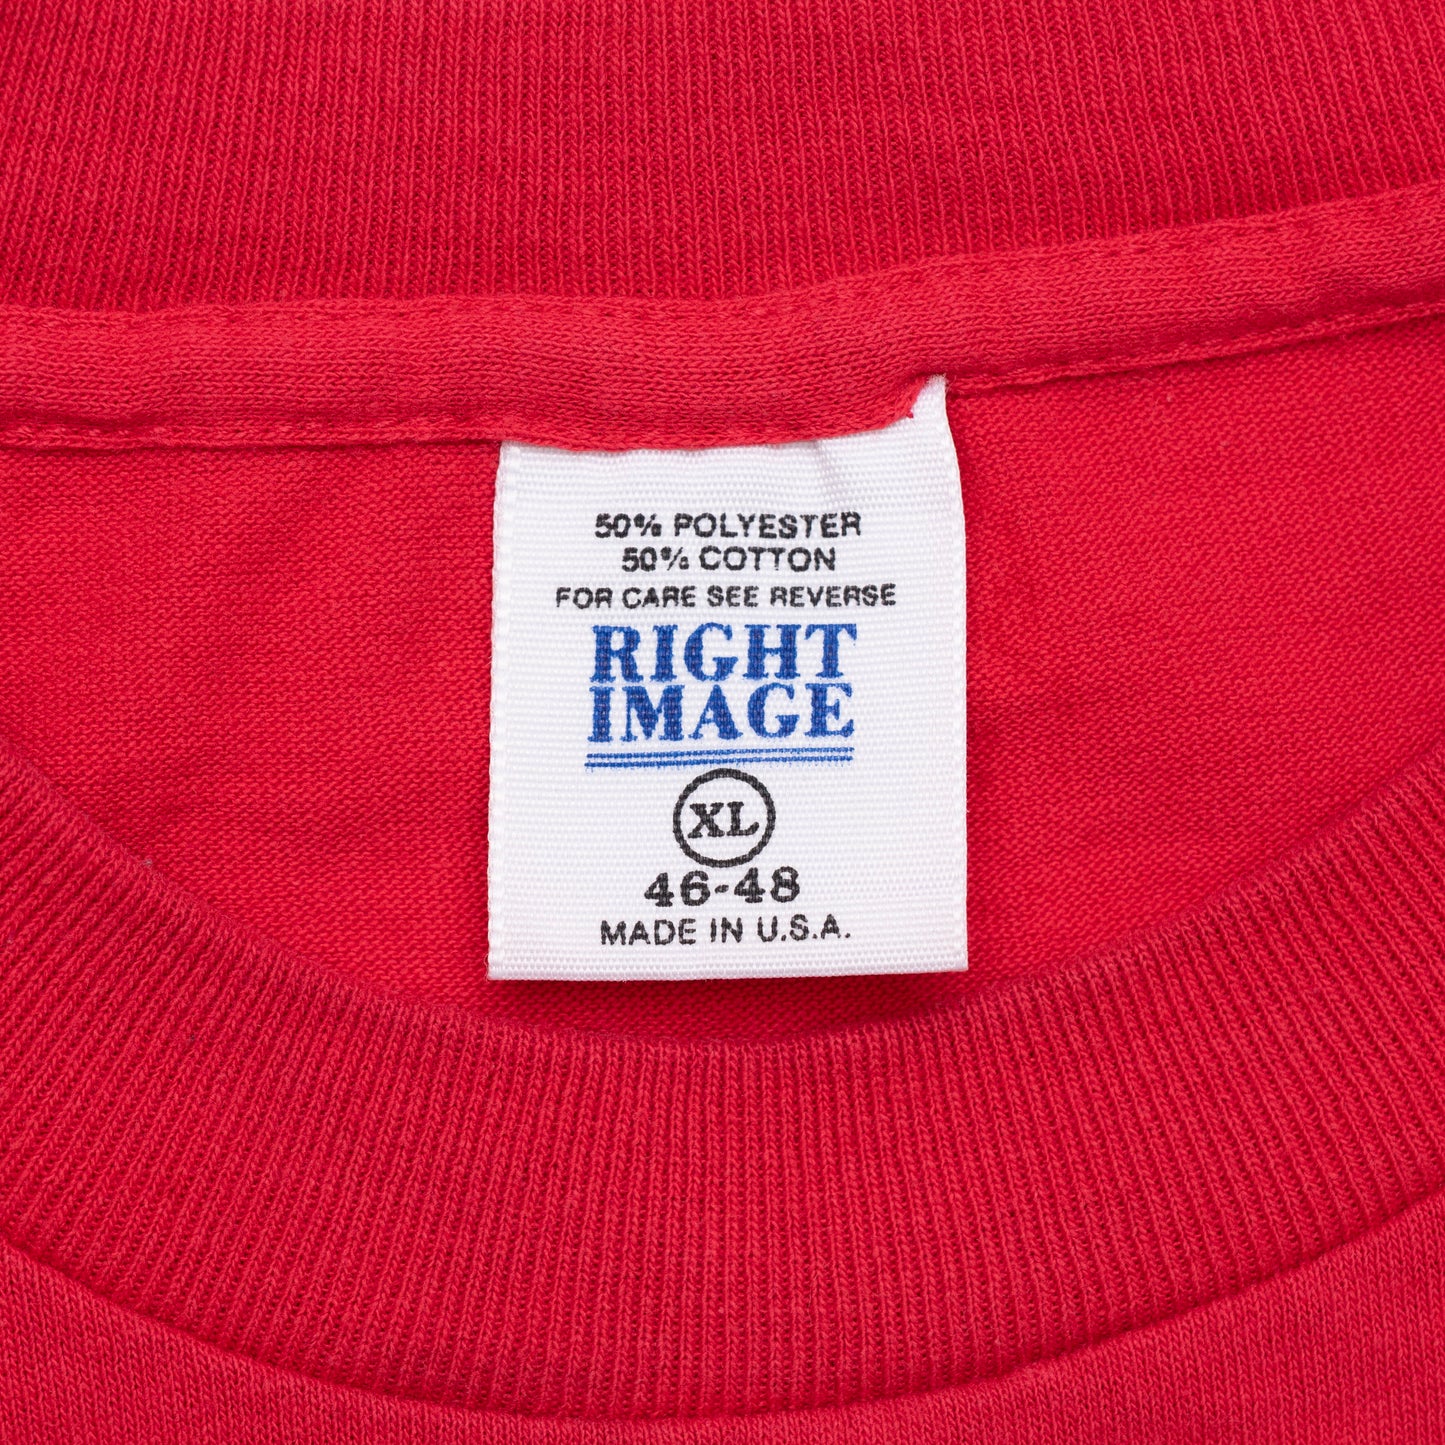 50% POLYESTER
50% COTTON
FOR CARE SEE REVERSE
RIGHT
IMAGE
XL
46-48
MADE IN U.S.A.